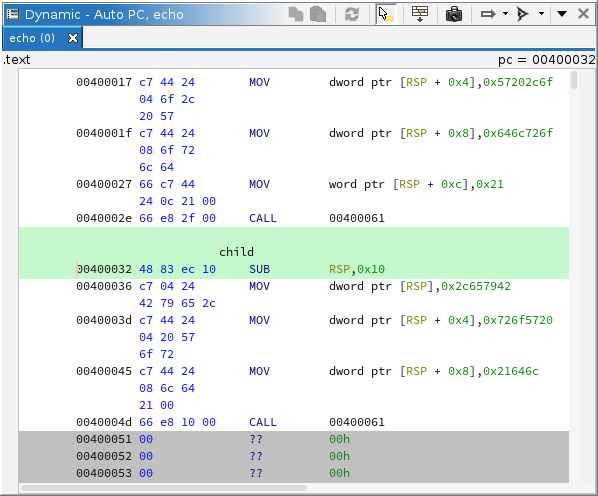 Dynamic - Auto PC, echo
echo (0)
.text pc = 00400032
00400017 c7 44 24 MOV dword ptr [RSP + 0x4],0x57202c6f
04 6f 2c
20 57
0040001f c7 44 24 MOV dword ptr [RSP + 0x8],0x646c726f
08 6f 72
6c 64
00400027 66 c7 44 MOV word ptr [RSP + 0xc],0x21
24 0c 21 00
0040002e 66 e8 2f 00 CALL 00400061
child
00400032 48 83 ec 10 SUB RSP,0x10
00400036 c7 04 24 MOV dword ptr [RSP],0x2c657942
42 79 65 2c
0040003d c7 44 24 MOV dword ptr [RSP + 0x4],0x726f5720
04 20 57
6f 72
00400045 c7 44 24 MOV dword ptr [RSP + 0x8],0x21646c
08 6c 64
21 00
0040004d 66 e8 10 00 CALL 00400061
00400051 00 ?? 00h
00400052 00 ?? 00h
00400053 00 ?? 00h